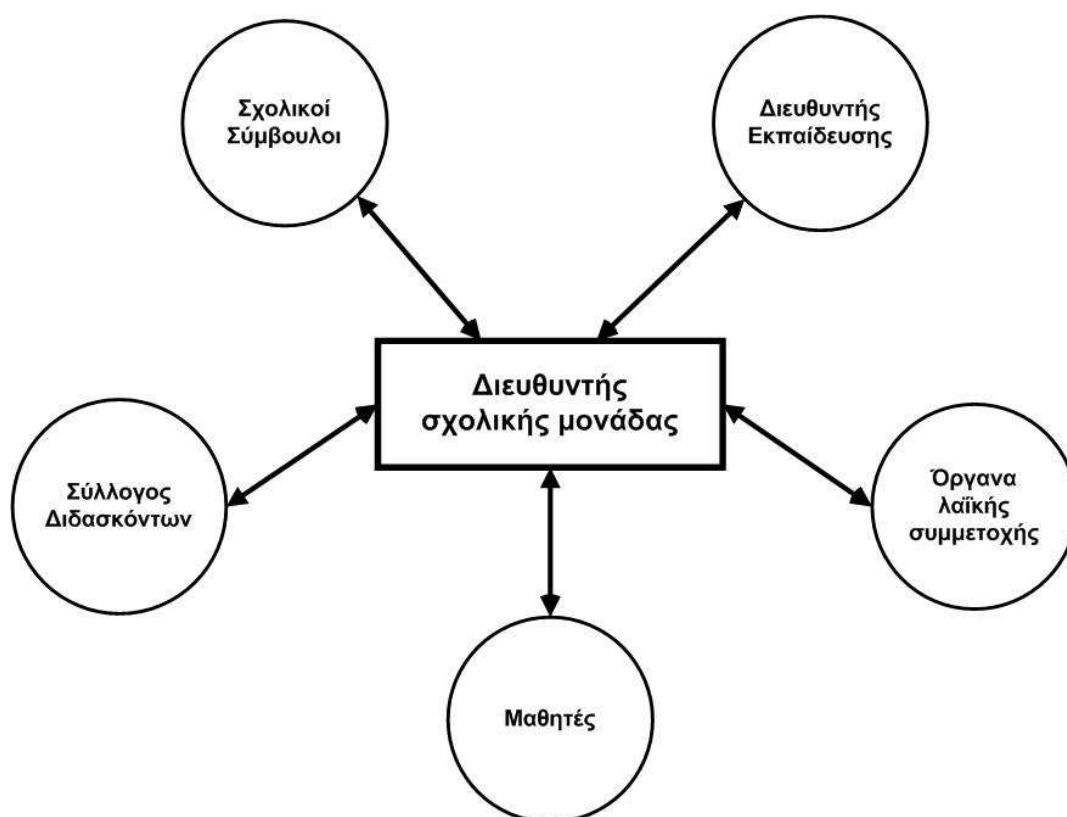 Σχολικοί
Σύμβουλοι
Διευθυντής
Εκπαίδευσης
Διευθυντής
σχολικής μονάδας
Σύλλογος
Διδασκόντων
Όργανα
λαϊκής
συμμετοχής
Μαθητές